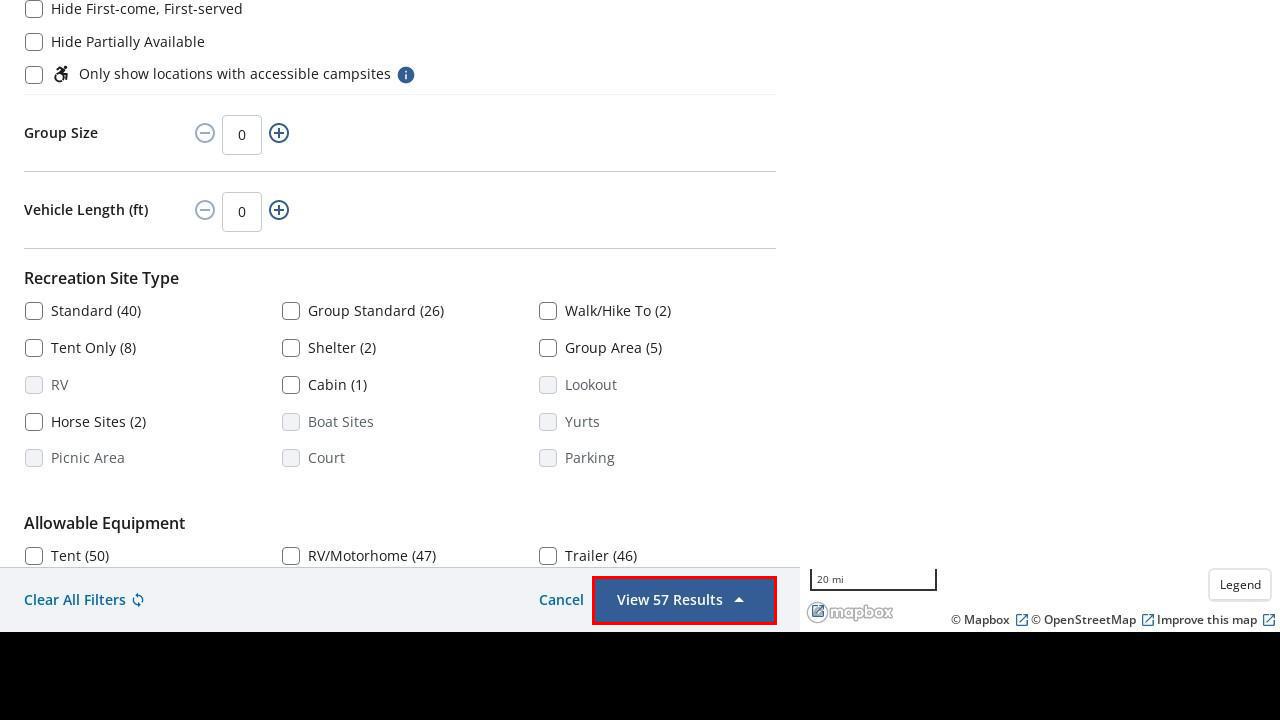 Hide First-come, First-served
Hide Partially Available
Only show locations with accessible campsites
Group Size 0
Vehicle Length (ft) 0
Recreation Site Type
Standard (40) Group Standard (26) Walk/Hike To (2)
Tent Only (8) Shelter (2) Group Area (5)
RV Cabin (1) Lookout
Horse Sites (2) Boat Sites Yurts
Picnic Area Court Parking
Allowable Equipment
Tent (50) RV/Motorhome (47) Trailer (46)
Clear All Filters Cancel View 57 Results
20 mi
Legend
mapbox
© Mapbox © OpenStreetMap Improve this map